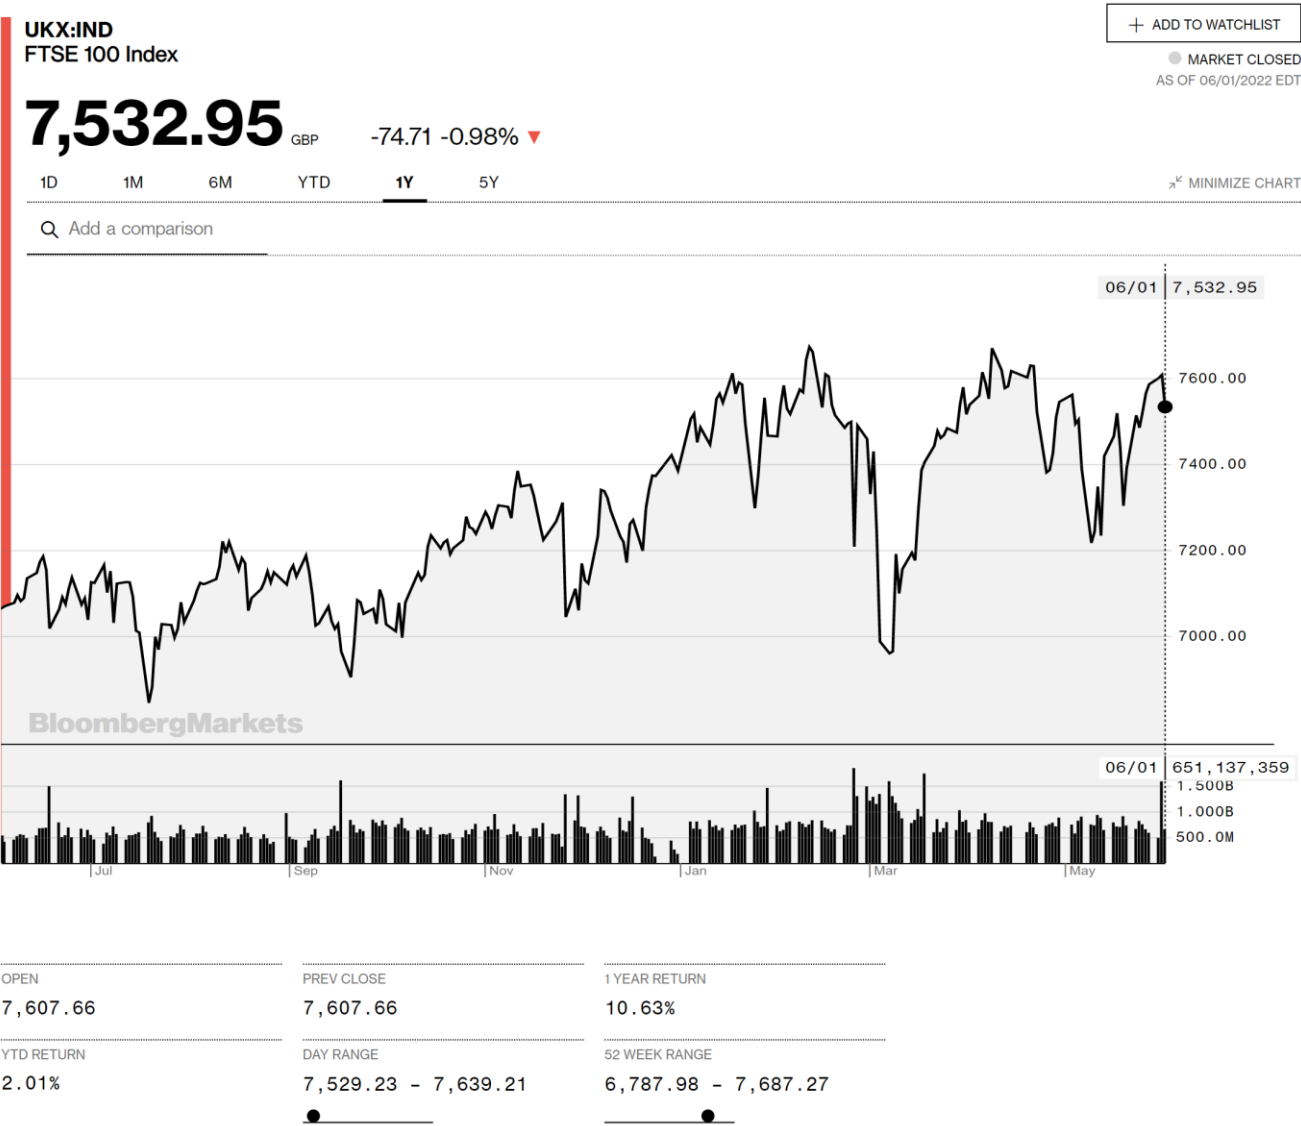 UKX:IND
FTSE 100 Index
+ ADD TO WATCHLIST
MARKET CLOSED
AS OF 06/01/2022 EDT
7,532.95 GBP -74.71 -0.98%
1D 1M 6M YTD 1Y 5Y
MINIMIZE CHART
Add a comparison
06/01 7,532.95
7600.00
7400.00
7200.00
7000.00
BloombergMarkets
06/01 651,137,359
1.500B
1.000B
500.0M
Jul Sep Nov Jan Mar May
OPEN
7,607.66
PREV CLOSE
7,607.66
1 YEAR RETURN
10.63%
YTD RETURN
2.01%
DAY RANGE
7,529.23 - 7,639.21
52 WEEK RANGE
6,787.98 - 7,687.27